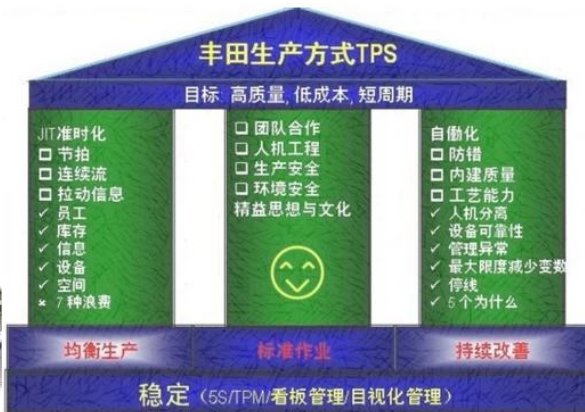 丰田生产方式TPS
目标: 高质量, 低成本, 短周期
JIT准时化
节拍
连续流
拉动信息
员工
库存
信息
设备
空间
7种浪费
团队合作
人机工程
生产安全
环境安全
精益思想与文化
自働化
防错
内建质量
工艺能力
人机分离
设备可靠性
管理异常
最大限度减少变数
停线
5个为什么
均衡生产
标准作业
持续改善
稳定（5S/TPM/看板管理/目视化管理）